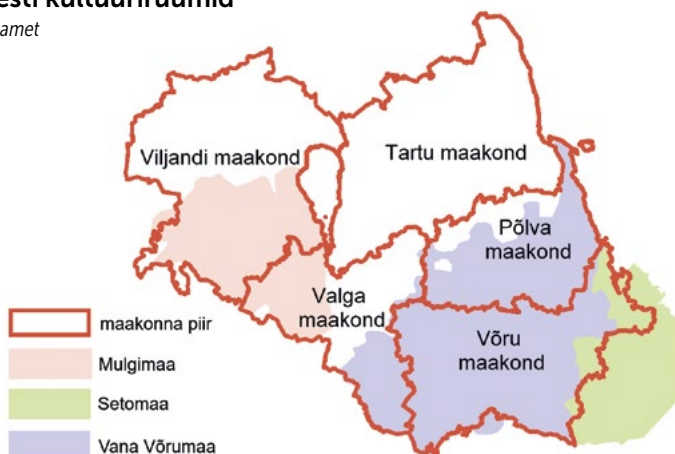 esti kultuuriruumid
amet
Viljandi maakond
Tartu maakond
Põlva
maakond
Valga
maakond
Võru
maakond
maakonna piir
Mulgimaa
Setomaa
Vana Võrumaa